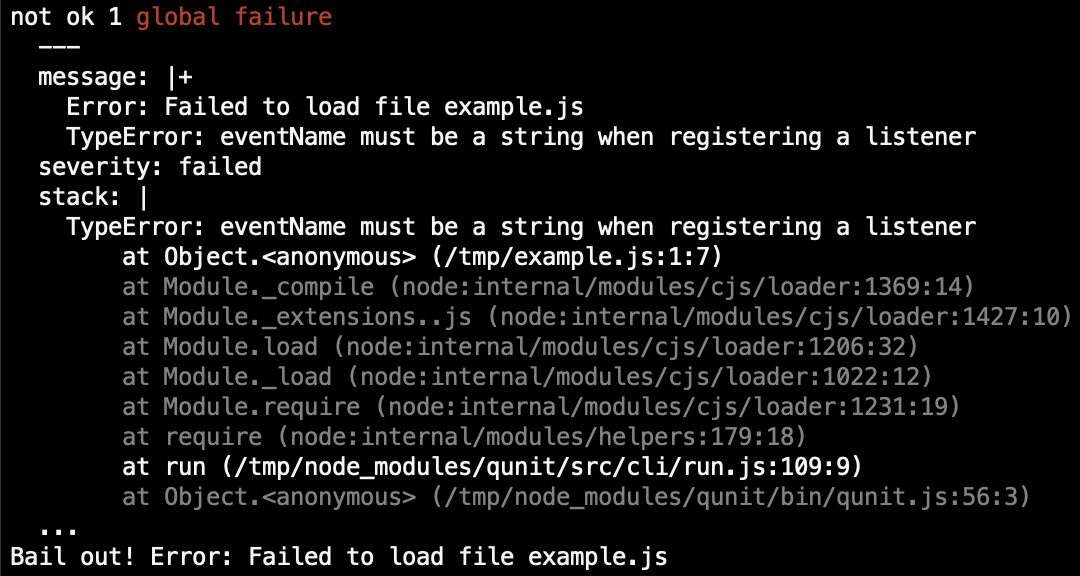 not ok 1 global failure
  ---
  message: |+
    Error: Failed to load file example.js
    TypeError: eventName must be a string when registering a listener
  severity: failed
  stack: |
    TypeError: eventName must be a string when registering a listener
        at Object.<anonymous> (/tmp/example.js:1:7)
        at Module._compile (node:internal/modules/cjs/loader:1369:14)
        at Module._extensions..js (node:internal/modules/cjs/loader:1427:10)
        at Module.load (node:internal/modules/cjs/loader:1206:32)
        at Module._load (node:internal/modules/cjs/loader:1022:12)
        at Module.require (node:internal/modules/cjs/loader:1231:19)
        at require (node:internal/modules/helpers:179:18)
        at run (/tmp/node_modules/qunit/src/cli/run.js:109:9)
        at Object.<anonymous> (/tmp/node_modules/qunit/bin/qunit.js:56:3)
  ...
Bail out! Error: Failed to load file example.js